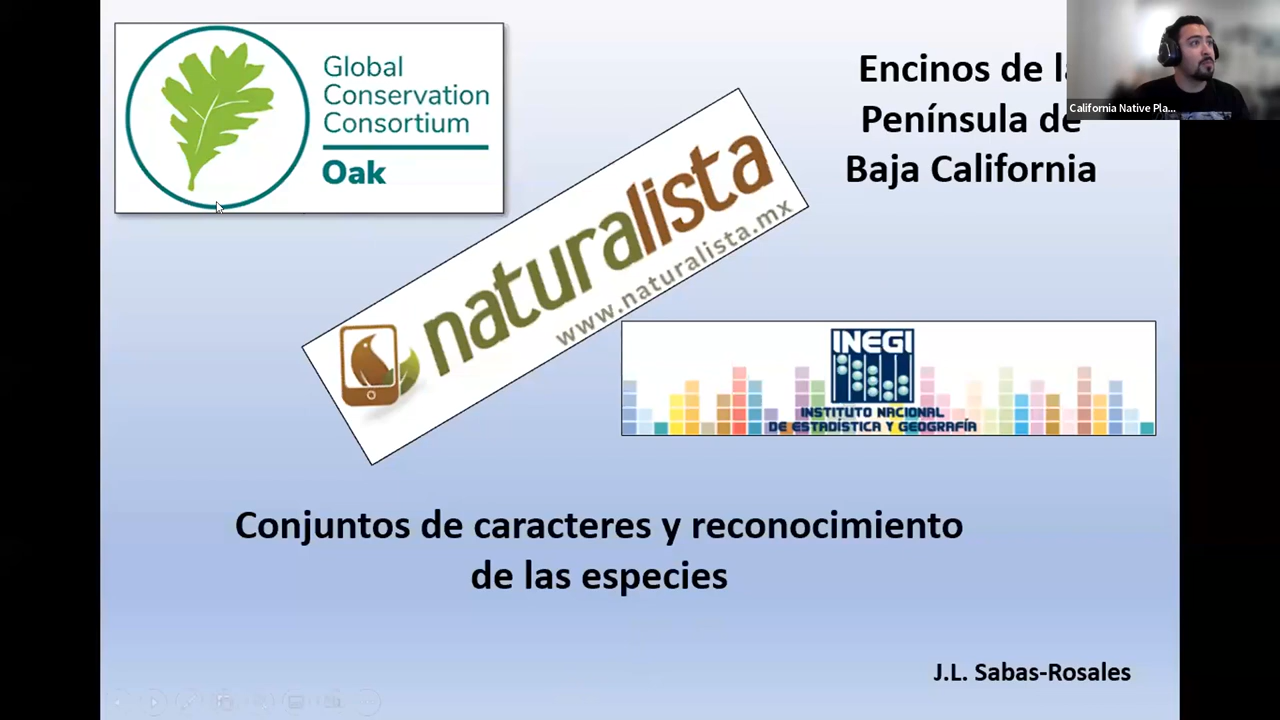 Global
Conservation
Consortium
Oak
Encinos de l
Península de
Baja California
California Native Pla...
naturalista
www.naturalista.mx
INEGI
INSTITUTO NACIONAL
DE ESTADÍSTICA Y GEOGRAFÍA
Conjuntos de caracteres y reconocimiento
de las especies
J.L. Sabas-Rosales